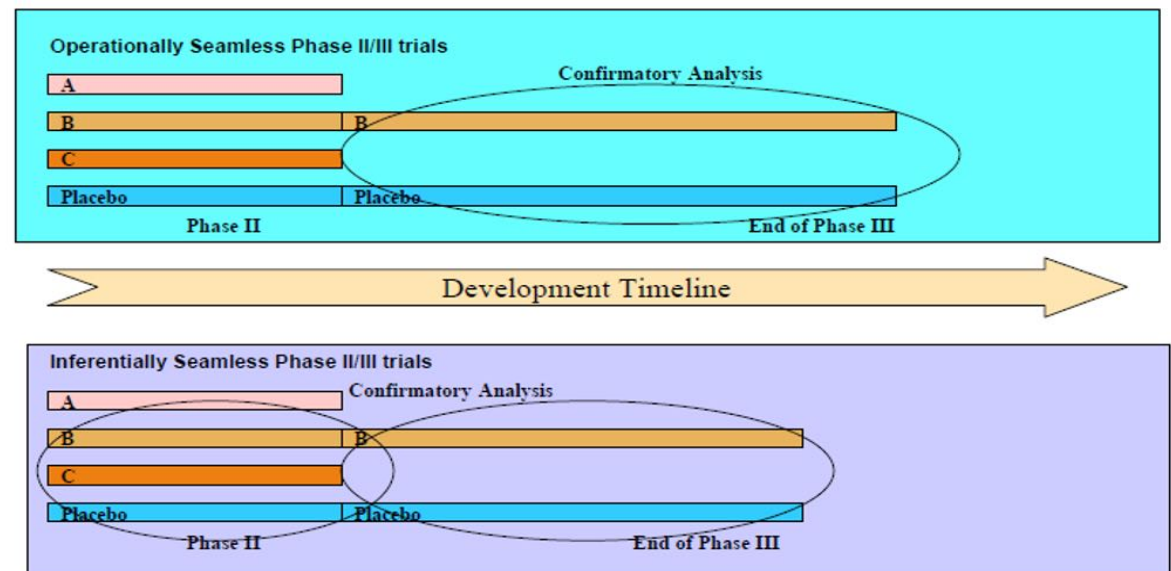 Operationally Seamless Phase II/III trials
Confirmatory Analysis
A
B B
C
Placebo Placebo
Phase II End of Phase III
Development Timeline
Inferentially Seamless Phase II/III trials
Confirmatory Analysis
A
B B
C
Placebo Placebo
Phase II End of Phase III